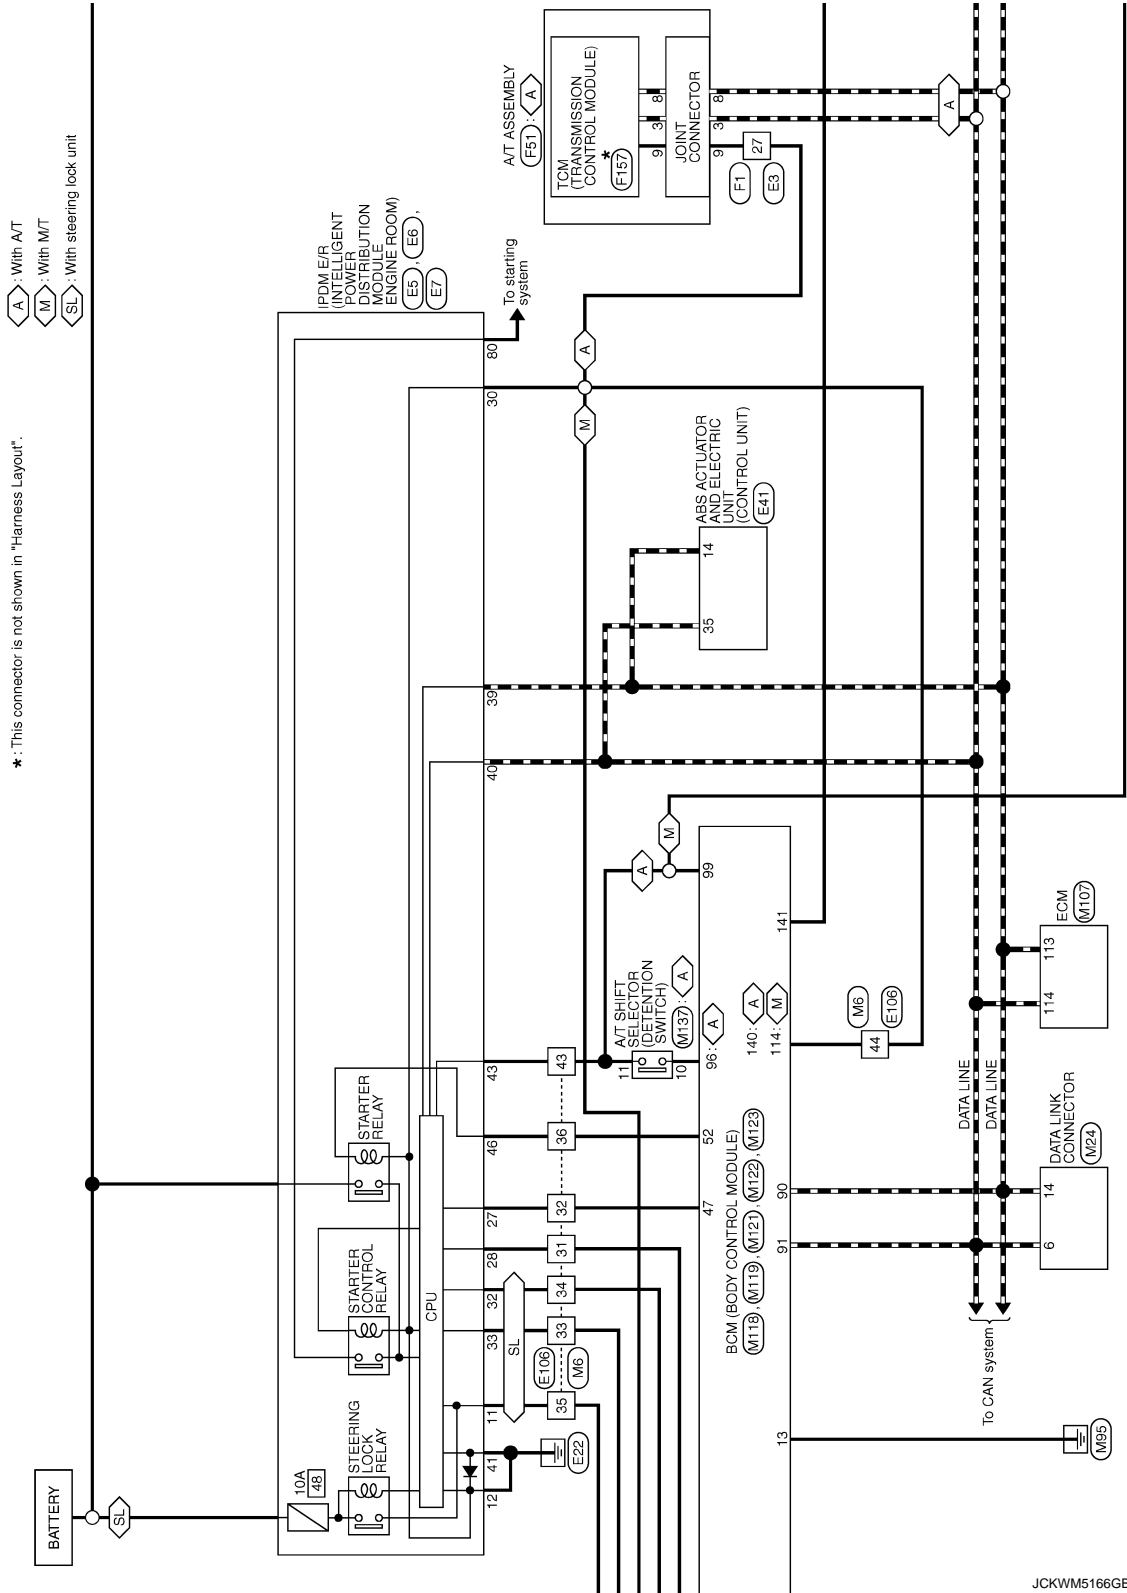 *: This connector is not shown in "Harness Layout".
A : With A/T
M : With M/T
SL : With steering lock unit
BATTERY
SL
10A
48
STEERING
LOCK
RELAY
STARTER
CONTROL
RELAY
STARTER
RELAY
CPU
IPDM E/R
(INTELLIGENT
POWER
DISTRIBUTION
MODULE
ENGINE ROOM)
E5 , E6 ,
E7
12
41
11
33
32
28
27
46
43
40
39
30
80
To starting
system
E22
SL
E106
M6
35
33
34
31
32
36
43
M
A
A/T ASSEMBLY
F51 : A
TCM
(TRANSMISSION
CONTROL MODULE)
*
F157
9
3
8
JOINT
CONNECTOR
9
3
8
F1
27
E3
A
ABS ACTUATOR
AND ELECTRIC
UNIT
(CONTROL UNIT)
E41
35
14
A
M
A/T SHIFT
SELECTOR
(DETENTION
SWITCH)
M137 : A
11
10
47
52
96: A
99
BCM (BODY CONTROL MODULE)
M118 , M119 , M121 , M122 , M123
13
91
90
140: A
114: M
141
M6
44
E106
DATA LINE
DATA LINE
To CAN system
ECM
M107
114
113
DATA LINK
CONNECTOR
M24
6
14
M95
JCKWM5166GE